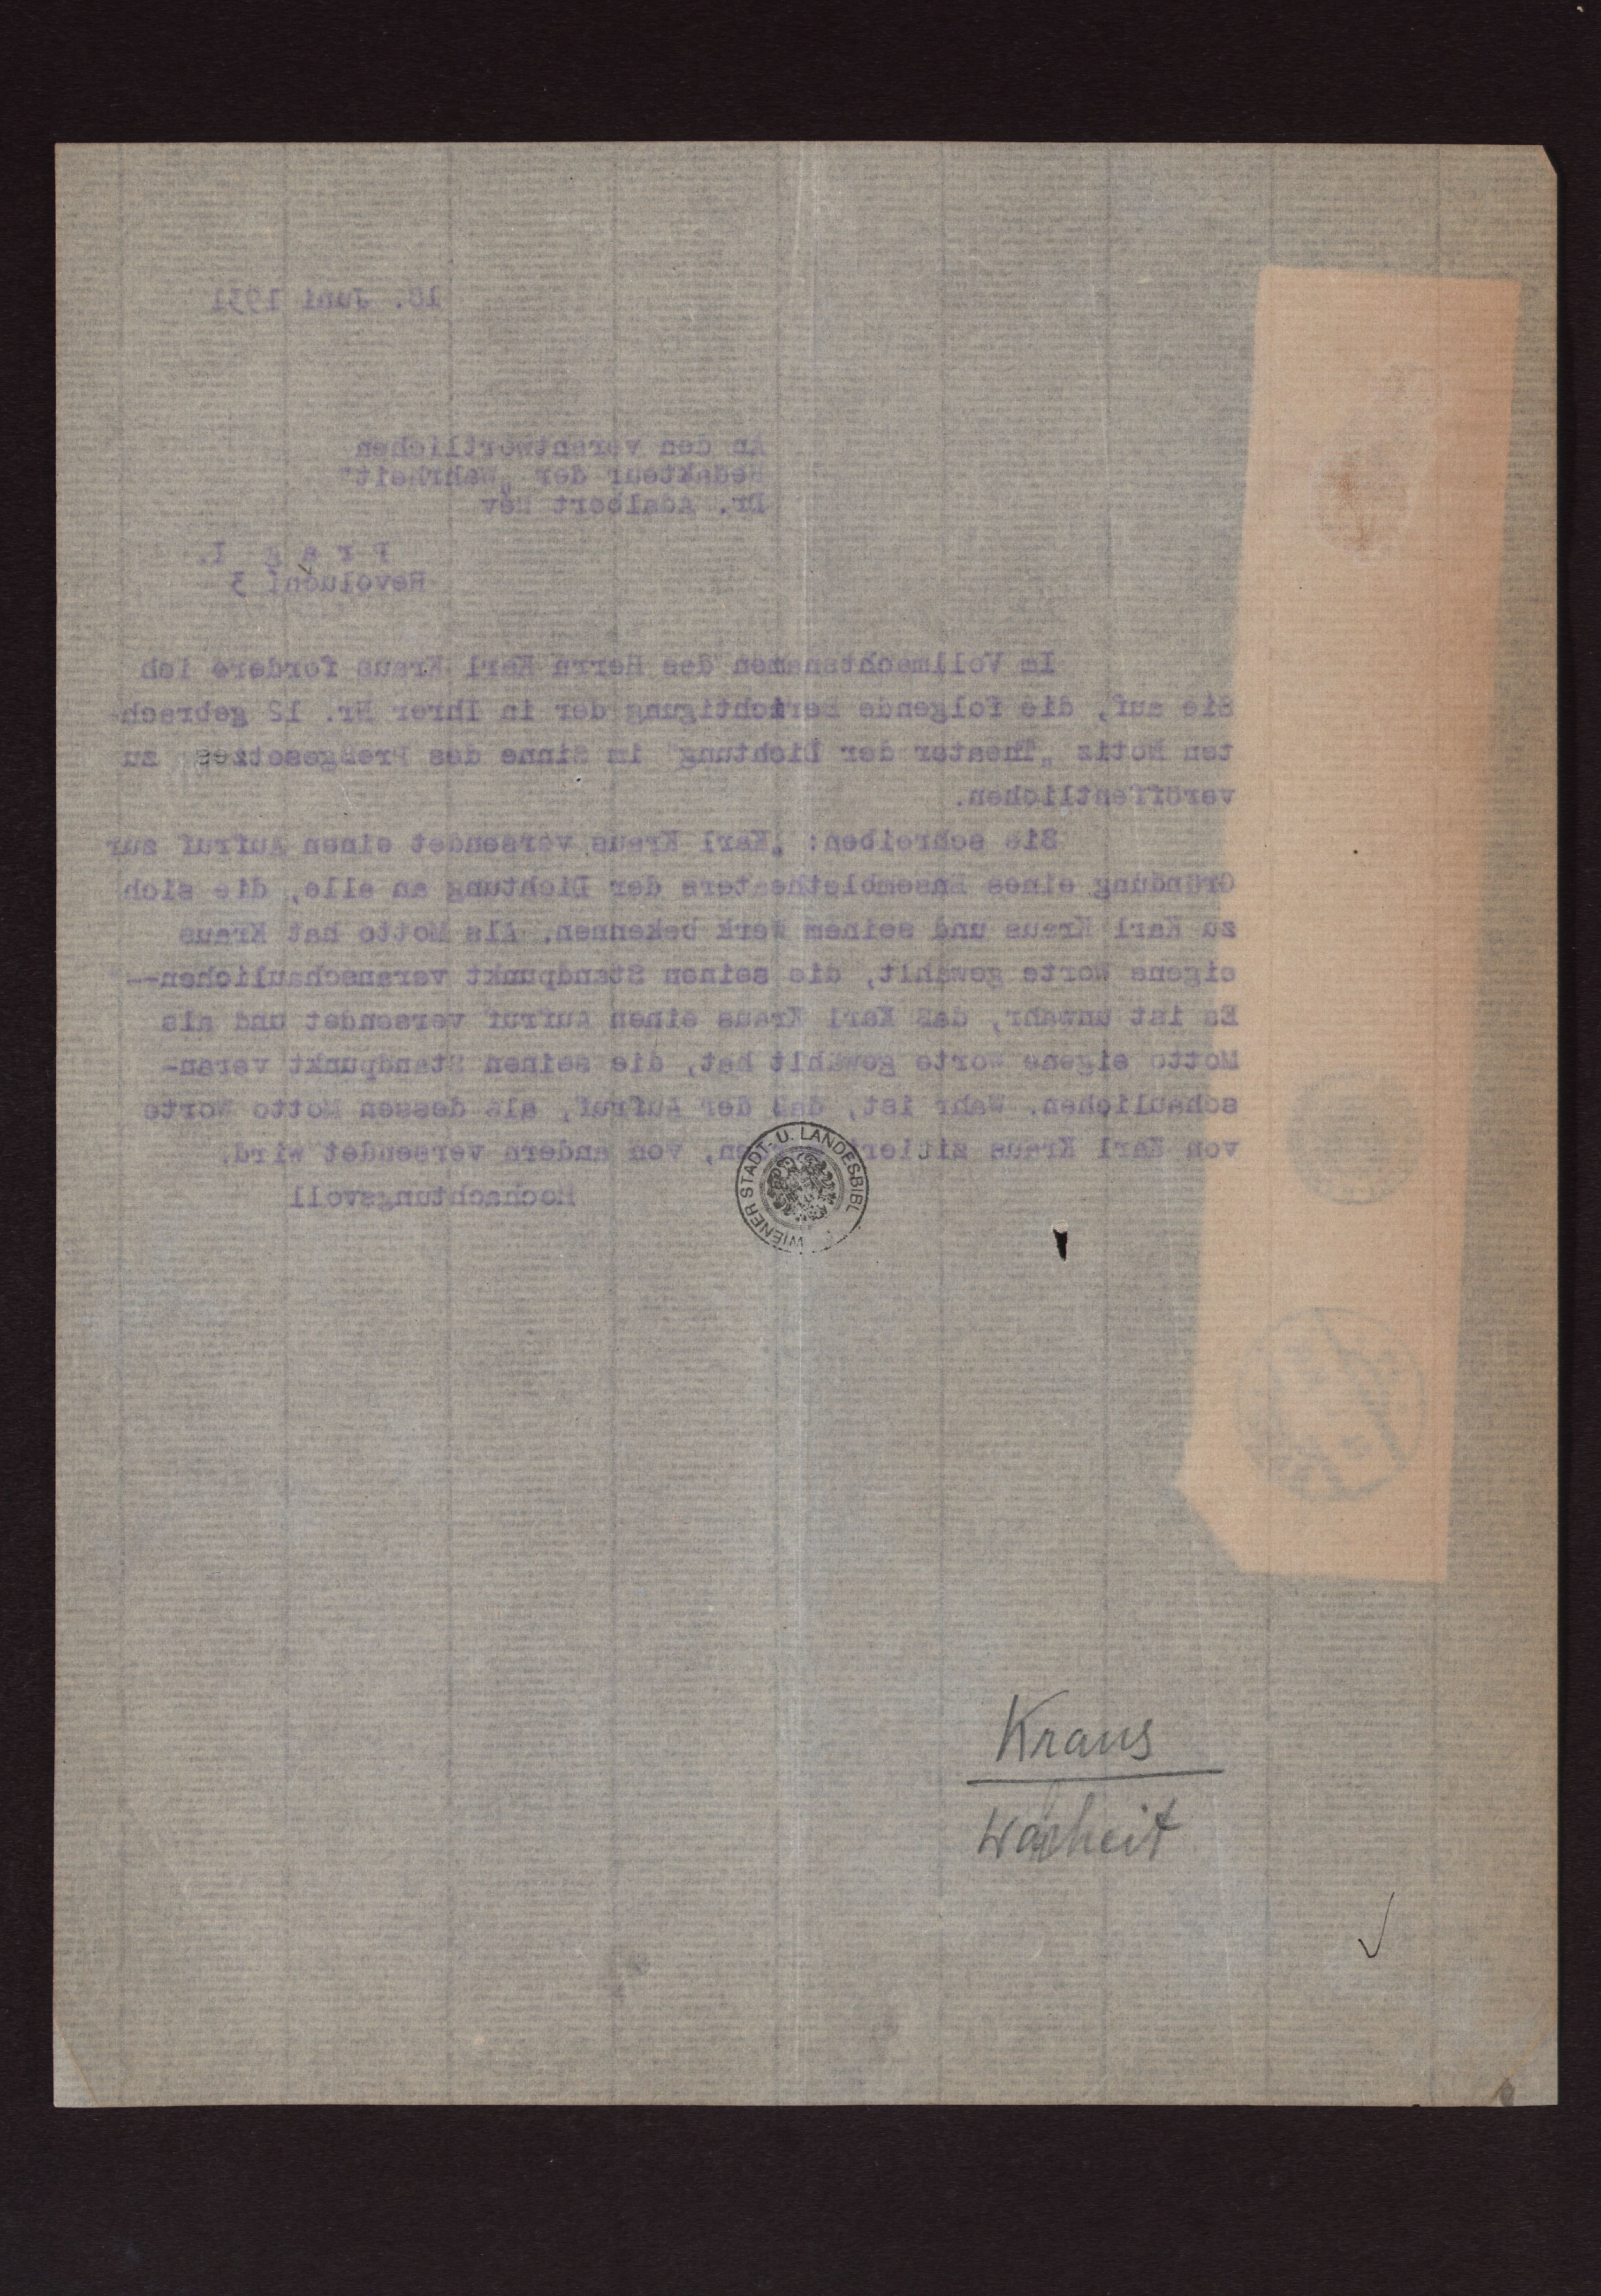 Juni 1931
An den verantwortlichen
Redakteur der „Wahrheit"
Dr. Adalbert Rév
P r a g I.
Revoluční 3
Im Vollmachtsnamen des Herrn Karl Kraus fordere ich
Sie auf, die folgende Berichtigung der in Ihrer Nr. 12 gebrach-
ten Notiz „Theater der Dichtung" im Sinne des Preßgesetzes zu
veröffentlichen.
Sie schreiben: „Karl Kraus versendet einen Aufruf zur
Gründung eines Ensembletheaters der Dichtung an alle, die sich
zu Karl Kraus und seinem Werk bekennen. Als Motto hat Kraus
eigene Worte gewählt, die seinen Standpunkt veranschaulichen--"
Es ist unwahr, daß Karl Kraus einen Aufruf versendet und als
Motto eigene Worte gewählt hat, die seinen Standpunkt veran-
schaulichen. Wahr ist, daß der Aufruf, als dessen Motto Worte
von Karl Kraus zitiert, von andern versendet wird.
Hochachtungsvoll
WIENER STADT- U. LANDESBIBL.
Kraus
Wahrheit